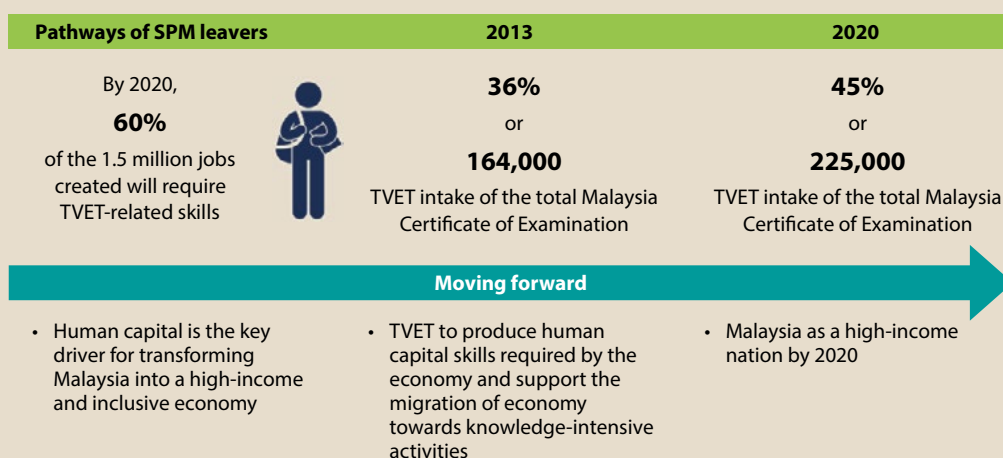 Pathways of SPM leavers
2013
2020
By 2020,
60%
of the 1.5 million jobs
created will require
TVET-related skills
36%
or
164,000
TVET intake of the total Malaysia
Certificate of Examination
45%
or
225,000
TVET intake of the total Malaysia
Certificate of Examination
Moving forward
• Human capital is the key
driver for transforming
Malaysia into a high-income
and inclusive economy
• TVET to produce human
capital skills required by the
economy and support the
migration of economy
towards knowledge-intensive
activities
• Malaysia as a high-income
nation by 2020